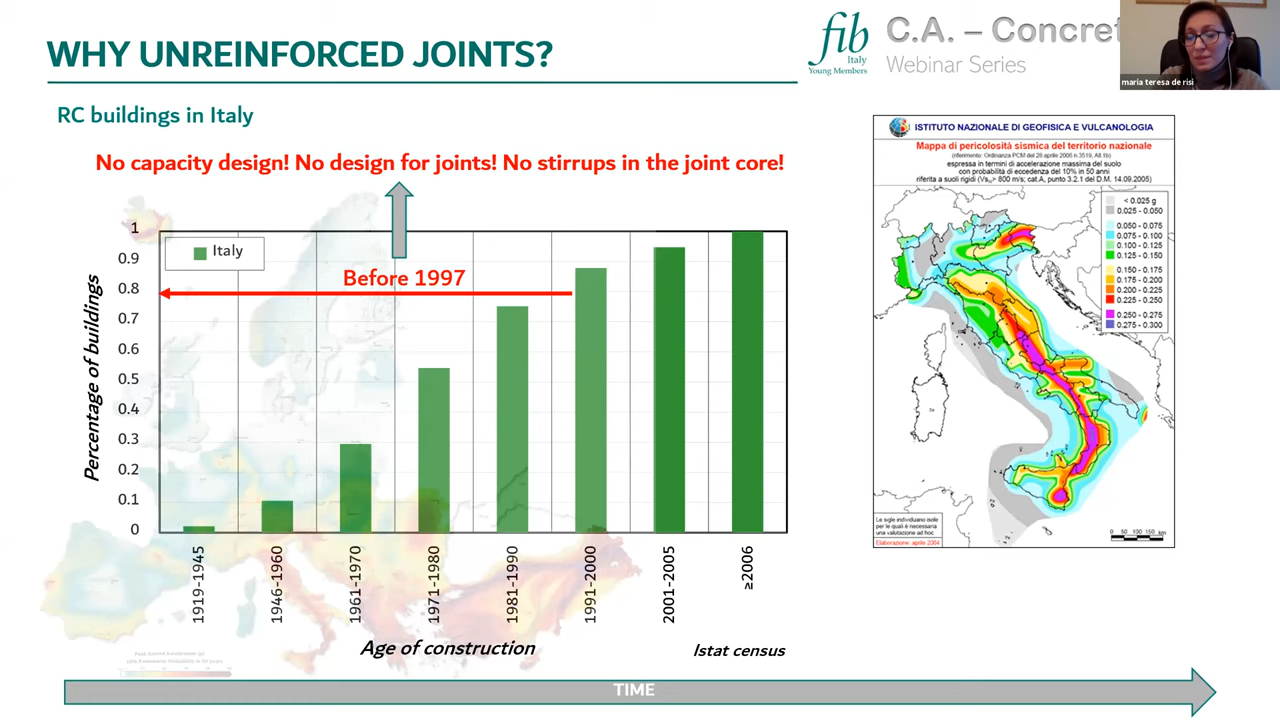 WHY UNREINFORCED JOINTS?
fib
Italy
Young Members
C.A. – Concret
Webinar Series
maria teresa de risi
RC buildings in Italy
No capacity design! No design for joints! No stirrups in the joint core!
Before 1997
Italy
Percentage of buildings
1
0.9
0.8
0.7
0.6
0.5
0.4
0.3
0.2
0.1
0
1919-1945
1946-1960
1961-1970
1971-1980
1981-1990
1991-2000
2001-2005
≥2006
Age of construction
Istat census
ISTITUTO NAZIONALE DI GEOFISICA E VULCANOLOGIA
Mappa di pericolosità sismica del territorio nazionale
(riferimento: Ordinanza PCM del 28 aprile 2006 n.3519, All.1b)
espressa in termini di accelerazione massima del suolo
con probabilità di eccedenza del 10% in 50 anni
riferita a suoli rigidi (Vs₃₀> 800 m/s; cat.A, punto 3.2.1 del D.M. 14.09.2005)
< 0.025 g
0.025 - 0.050
0.050 - 0.075
0.075 - 0.100
0.100 - 0.125
0.125 - 0.150
0.150 - 0.175
0.175 - 0.200
0.200 - 0.225
0.225 - 0.250
0.250 - 0.275
0.275 - 0.300
Le sigle individuano isole
per le quali è necessaria
una valutazione ad hoc
Elaborazione: aprile 2004
0 50 100 150 km
TIME